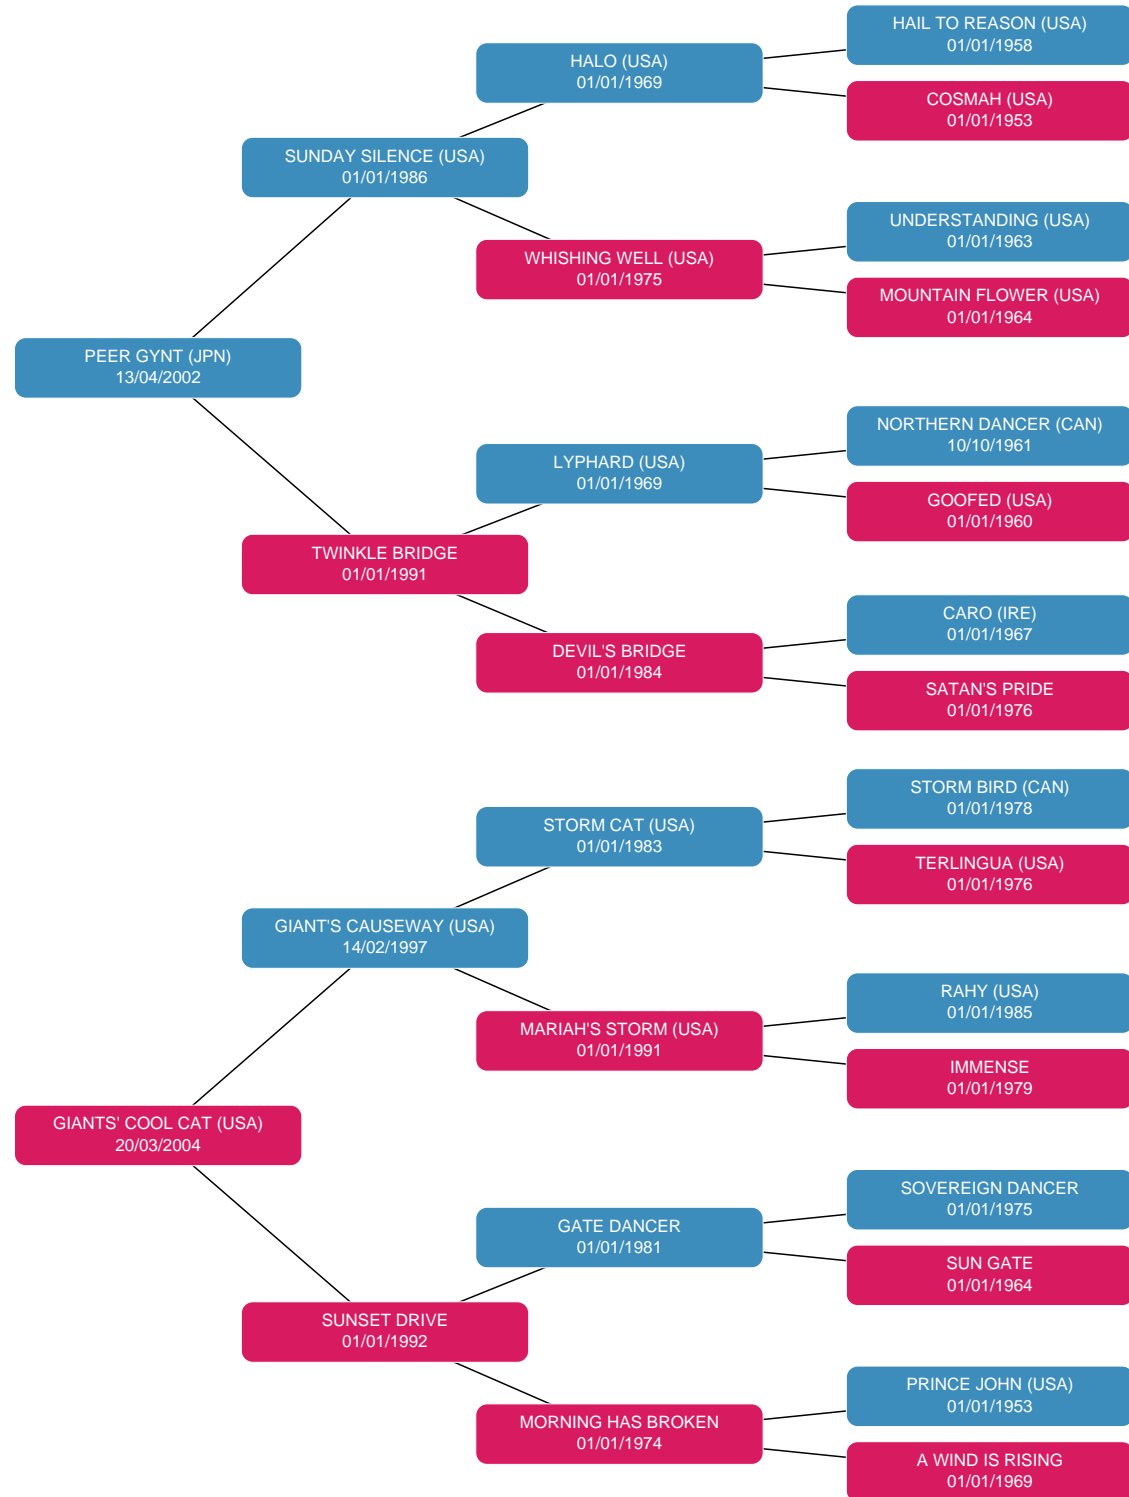 HAIL TO REASON (USA)
01/01/1958
HALO (USA)
01/01/1969
COSMAH (USA)
01/01/1953
SUNDAY SILENCE (USA)
01/01/1986
UNDERSTANDING (USA)
01/01/1963
WHISHING WELL (USA)
01/01/1975
MOUNTAIN FLOWER (USA)
01/01/1964
PEER GYNT (JPN)
13/04/2002
NORTHERN DANCER (CAN)
10/10/1961
LYPHARD (USA)
01/01/1969
GOOFED (USA)
01/01/1960
TWINKLE BRIDGE
01/01/1991
CARO (IRE)
01/01/1967
DEVIL'S BRIDGE
01/01/1984
SATAN'S PRIDE
01/01/1976
STORM BIRD (CAN)
01/01/1978
STORM CAT (USA)
01/01/1983
TERLINGUA (USA)
01/01/1976
GIANT'S CAUSEWAY (USA)
14/02/1997
RAHY (USA)
01/01/1985
MARIAH'S STORM (USA)
01/01/1991
IMMENSE
01/01/1979
GIANTS' COOL CAT (USA)
20/03/2004
SOVEREIGN DANCER
01/01/1975
GATE DANCER
01/01/1981
SUN GATE
01/01/1964
SUNSET DRIVE
01/01/1992
PRINCE JOHN (USA)
01/01/1953
MORNING HAS BROKEN
01/01/1974
A WIND IS RISING
01/01/1969